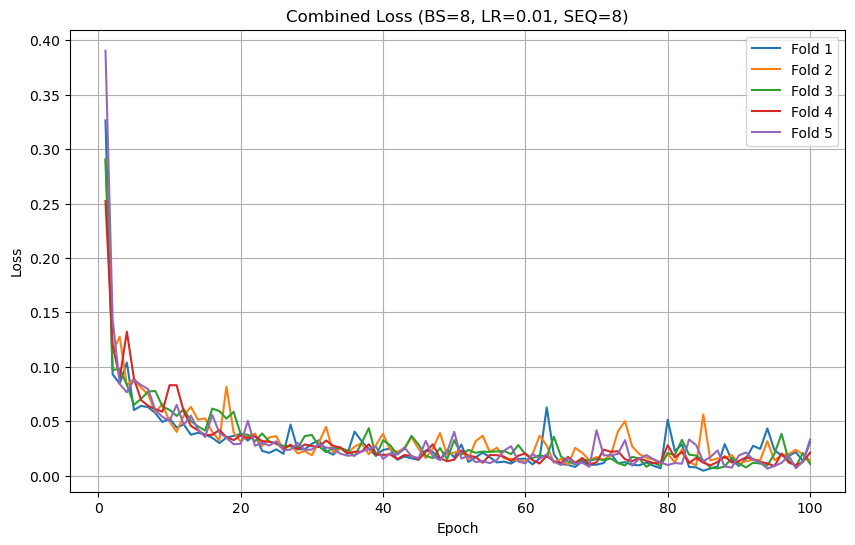 Combined Loss (BS=8, LR=0.01, SEQ=8)
Fold 1
Fold 2
Fold 3
Fold 4
Fold 5
Loss
0.40
0.35
0.30
0.25
0.20
0.15
0.10
0.05
0.00
0
20
40
60
80
100
Epoch